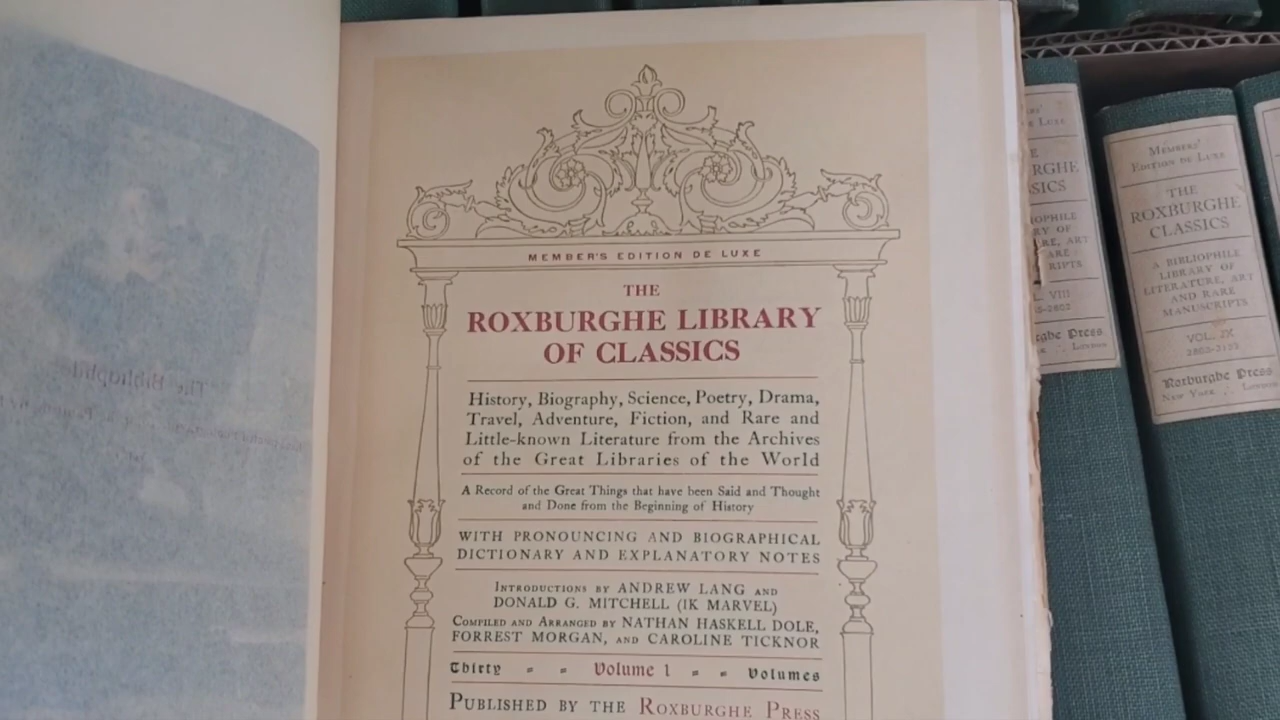 MEMBER'S EDITION DE LUXE
THE
ROXBURGHE LIBRARY
OF CLASSICS
History, Biography, Science, Poetry, Drama,
Travel, Adventure, Fiction, and Rare and
Little-known Literature from the Archives
of the Great Libraries of the World
A Record of the Great Things that have been Said and Thought
and Done from the Beginning of History
WITH PRONOUNCING AND BIOGRAPHICAL
DICTIONARY AND EXPLANATORY NOTES
INTRODUCTIONS BY ANDREW LANG AND
DONALD G. MITCHELL (IK MARVEL)
COMPILED AND ARRANGED BY NATHAN HASKELL DOLE,
FORREST MORGAN, AND CAROLINE TICKNOR
Thirty = = Volume 1 = = Volumes
PUBLISHED BY THE ROXBURGHE PRESS
DE LUXE
VOL. VIII
MEMBERS'
EDITION DE LUXE
THE
ROXBURGHE
CLASSICS
A BIBLIOPHILE
LIBRARY OF
LITERATURE, ART
AND RARE
MANUSCRIPTS
VOL. IX
Roxburghe Press
NEW YORK ∴ LONDON